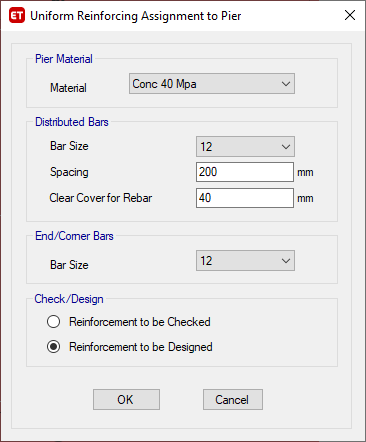 ET Uniform Reinforcing Assignment to Pier
Pier Material
Material Conc 40 Mpa
Distributed Bars
Bar Size 12
Spacing 200 mm
Clear Cover for Rebar 40 mm
End/Corner Bars
Bar Size 12
Check/Design
Reinforcement to be Checked
Reinforcement to be Designed
OK Cancel